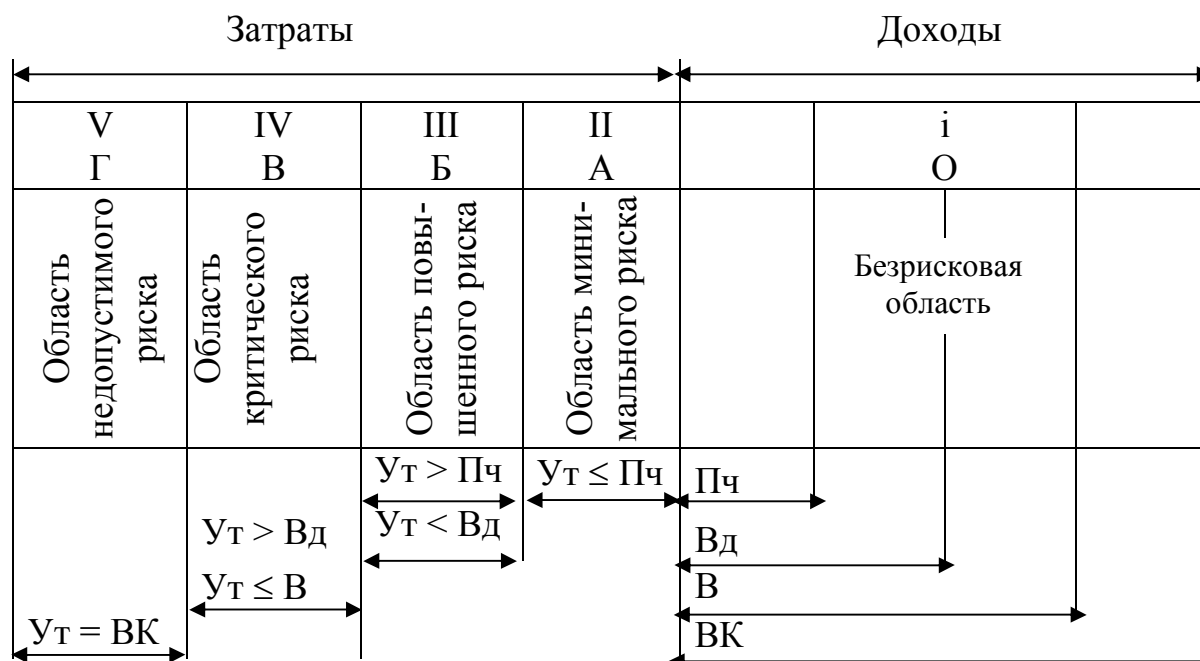 Затраты
Доходы
V
Г
IV
В
III
Б
II
А
i
О
Область
недопустимого
риска
Область
критического
риска
Область повы-
шенного риска
Область мини-
мального риска
Безрисковая
область
Ут > Пч
Ут ≤ Пч
Пч
Ут > Вд
Ут < Вд
Вд
Ут ≤ В
В
Ут = ВК
ВК